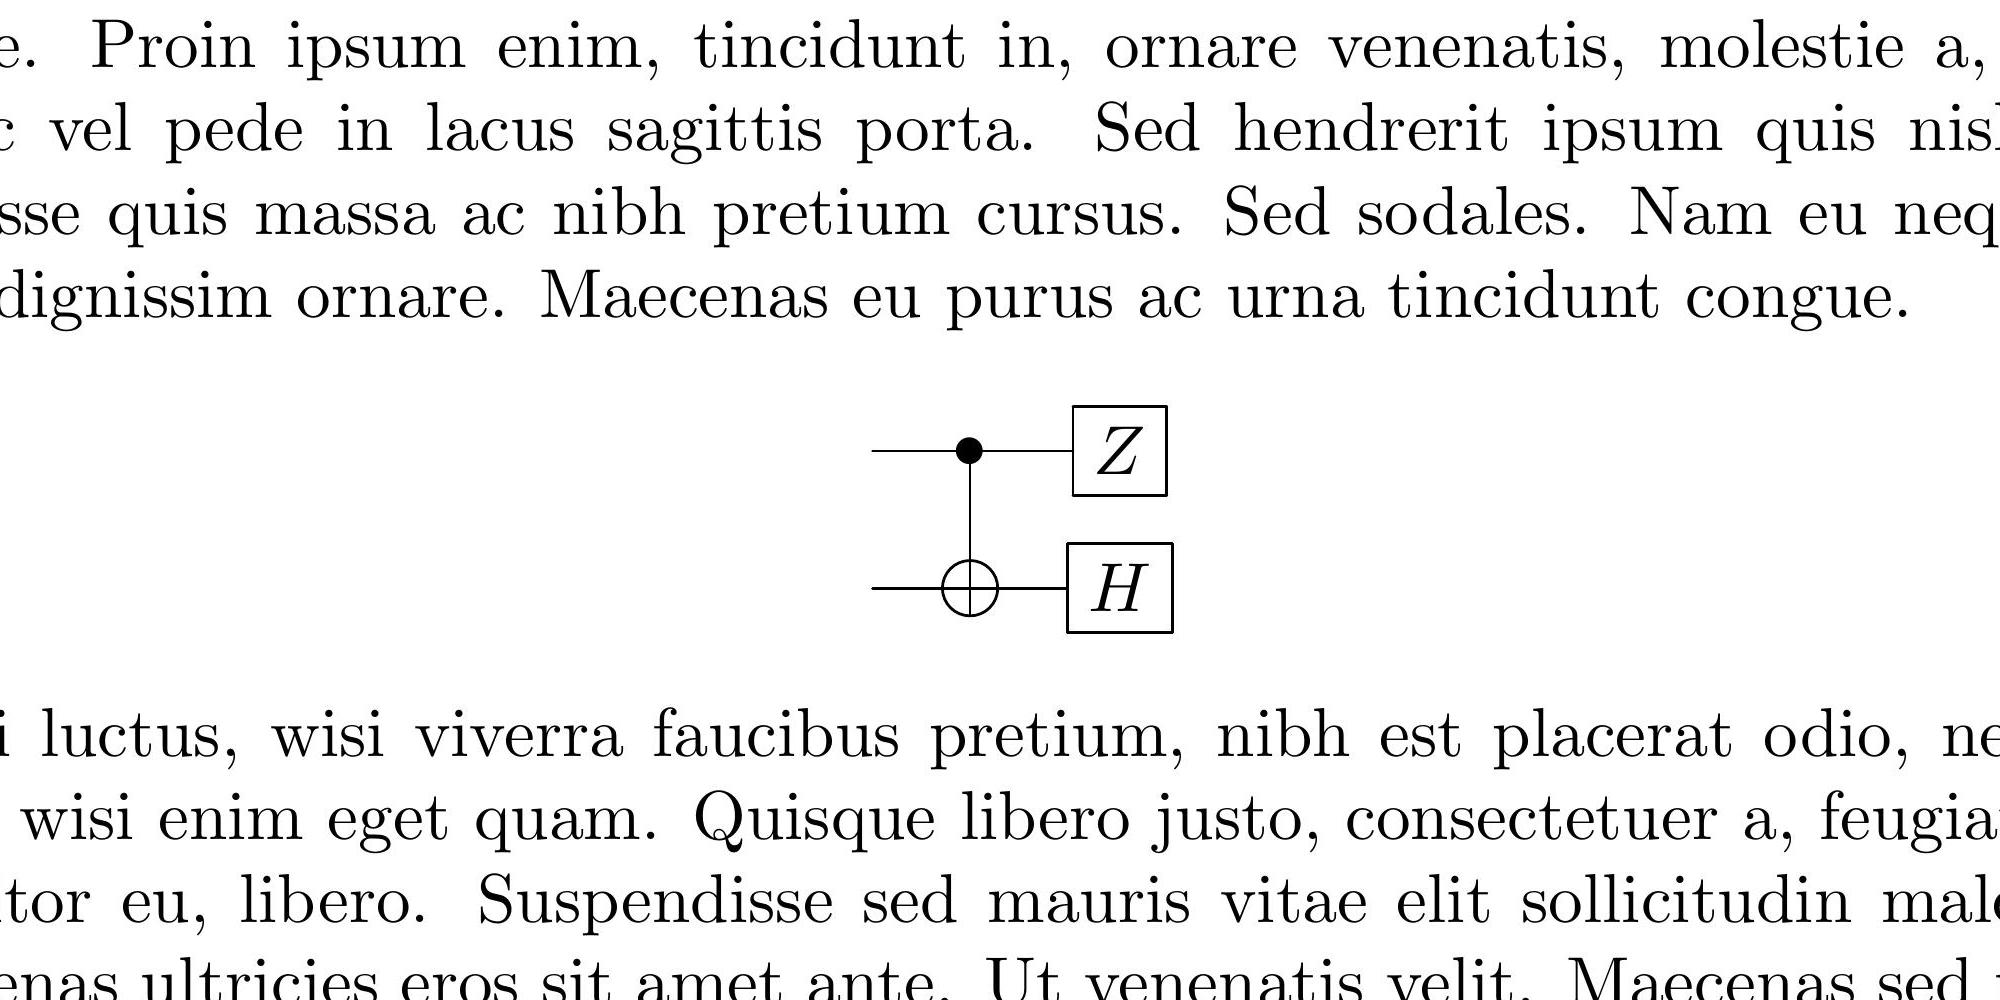 e. Proin ipsum enim, tincidunt in, ornare venenatis, molestie a,
c vel pede in lacus sagittis porta. Sed hendrerit ipsum quis nisl
sse quis massa ac nibh pretium cursus. Sed sodales. Nam eu neq
dignissim ornare. Maecenas eu purus ac urna tincidunt congue.
Z
H
i luctus, wisi viverra faucibus pretium, nibh est placerat odio, ne
wisi enim eget quam. Quisque libero justo, consectetuer a, feugia
tor eu, libero. Suspendisse sed mauris vitae elit sollicitudin male
enas ultricies eros sit amet ante. Ut venenatis velit. Maecenas sed